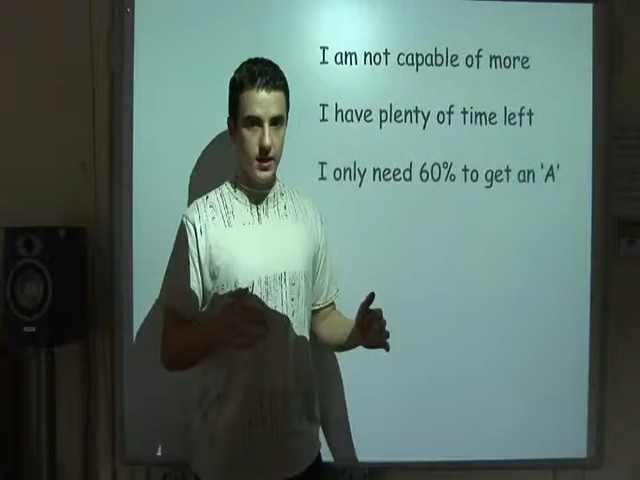 I am not capable of more
I have plenty of time left
I only need 60% to get an 'A'